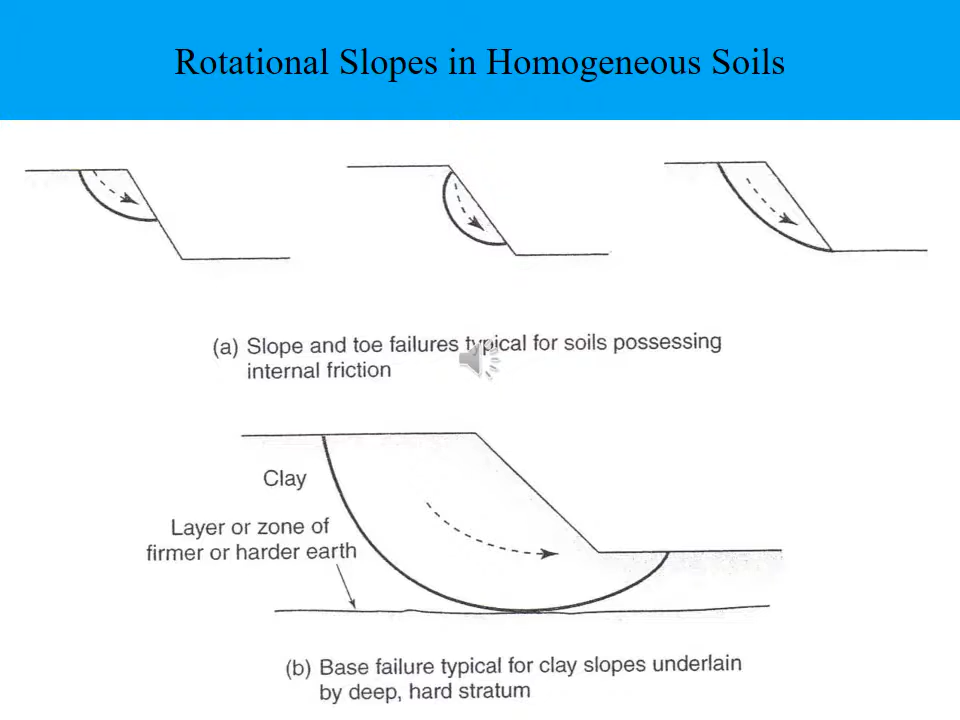 Rotational Slopes in Homogeneous Soils
(a) Slope and toe failures typical for soils possessing
internal friction
Clay
Layer or zone of
firmer or harder earth
(b) Base failure typical for clay slopes underlain
by deep, hard stratum